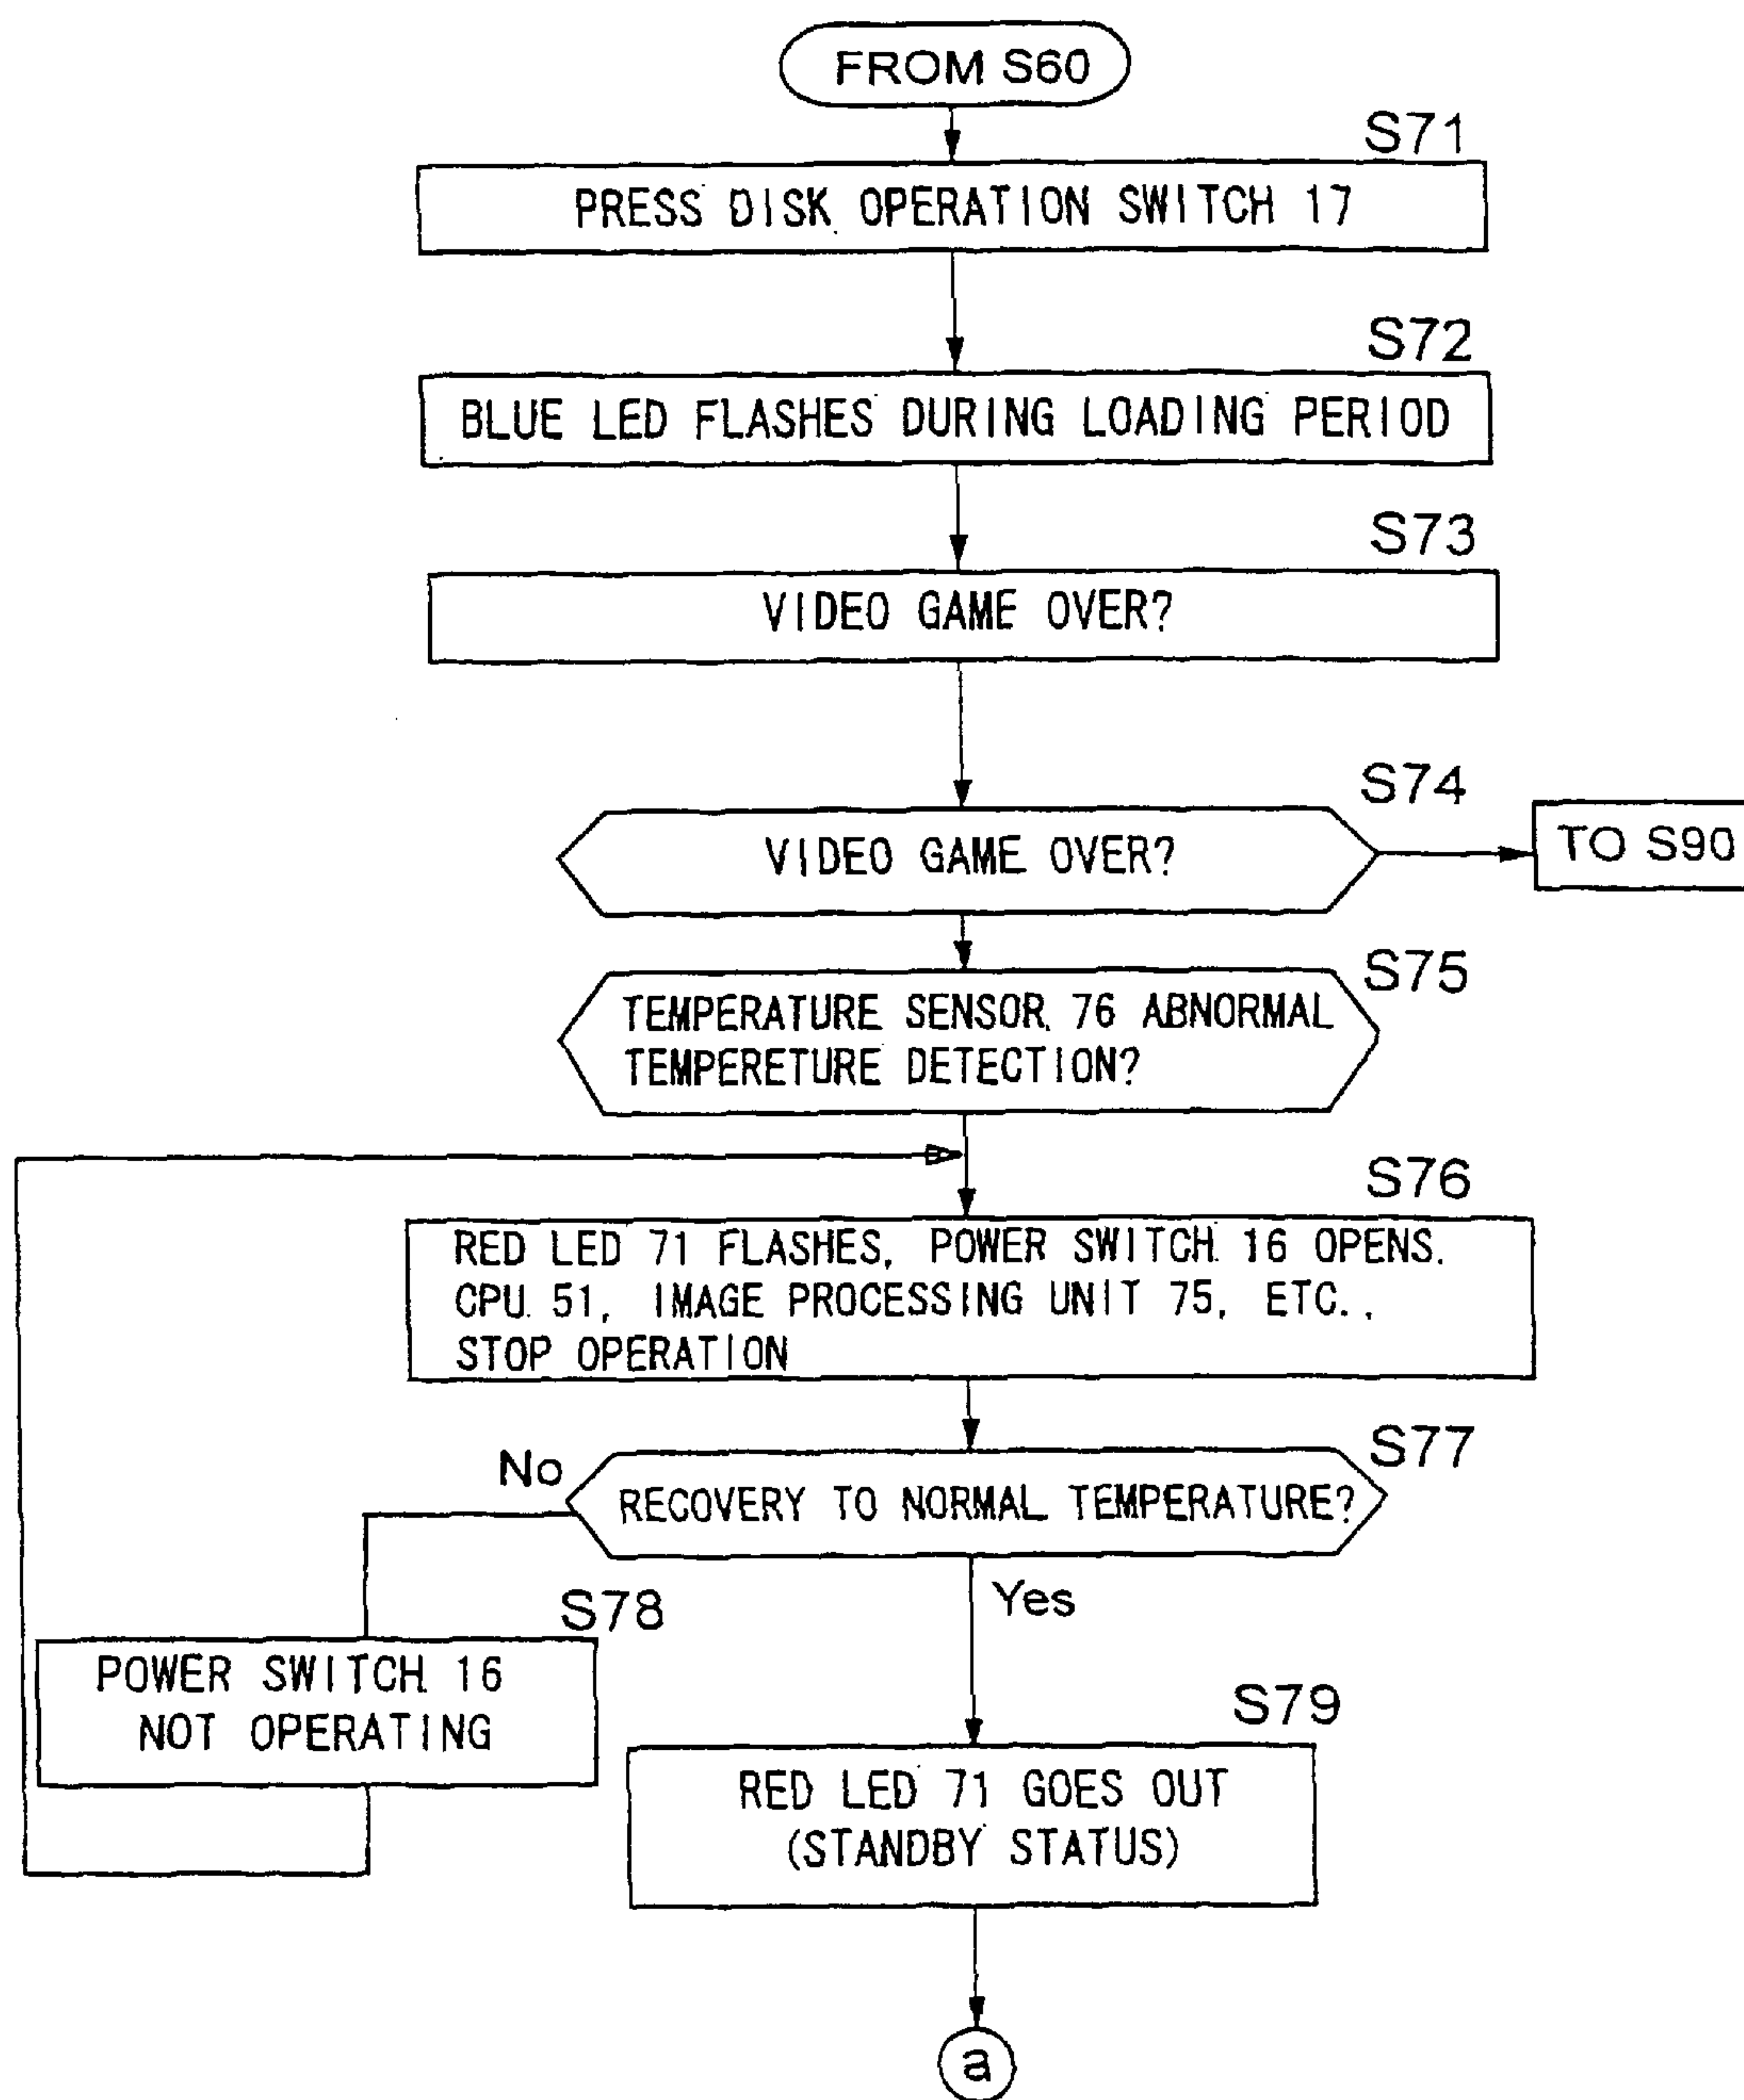 FROM S60
S71
PRESS DISK OPERATION SWITCH 17
S72
BLUE LED FLASHES DURING LOADING PERIOD
S73
VIDEO GAME OVER?
S74
VIDEO GAME OVER?
TO S90
S75
TEMPERATURE SENSOR 76 ABNORMAL
TEMPERETURE DETECTION?
S76
RED LED 71 FLASHES, POWER SWITCH 16 OPENS.
CPU 51, IMAGE PROCESSING UNIT 75, ETC.,
STOP OPERATION
S77
No
RECOVERY TO NORMAL TEMPERATURE?
Yes
S78
POWER SWITCH 16
NOT OPERATING
S79
RED LED 71 GOES OUT
(STANDBY STATUS)
a